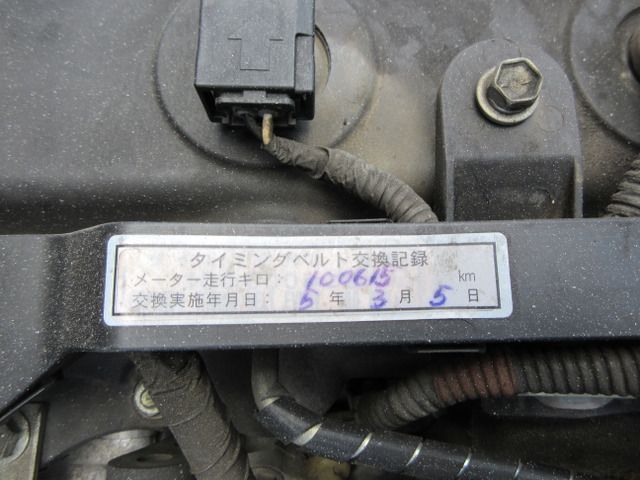 タイミングベルト交換記録
メーター走行キロ: 100615 km
交換実施年月日: 5 年 3 月 5 日